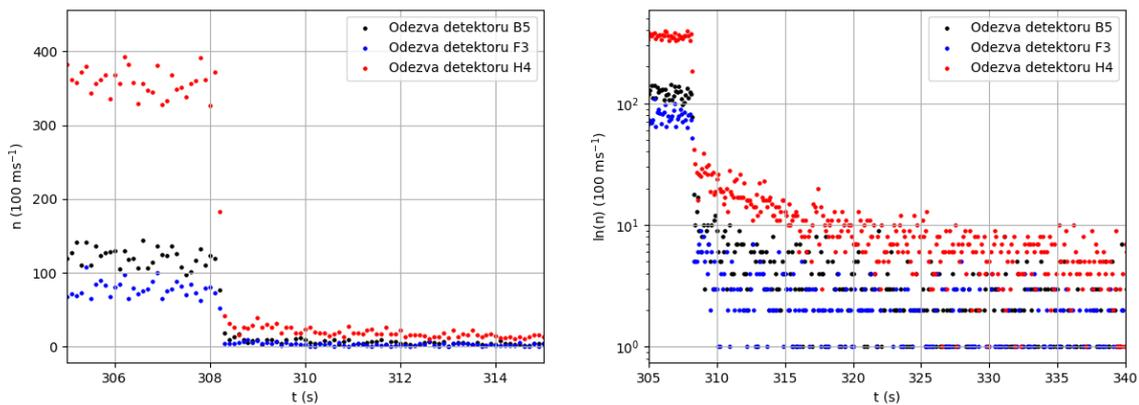 400
300
200
100
0
n (100 ms⁻¹)
306
308
310
312
314
t (s)
Odezva detektoru B5
Odezva detektoru F3
Odezva detektoru H4
10²
10¹
10⁰
ln(n) (100 ms⁻¹)
305
310
315
320
325
330
335
340
t (s)
Odezva detektoru B5
Odezva detektoru F3
Odezva detektoru H4